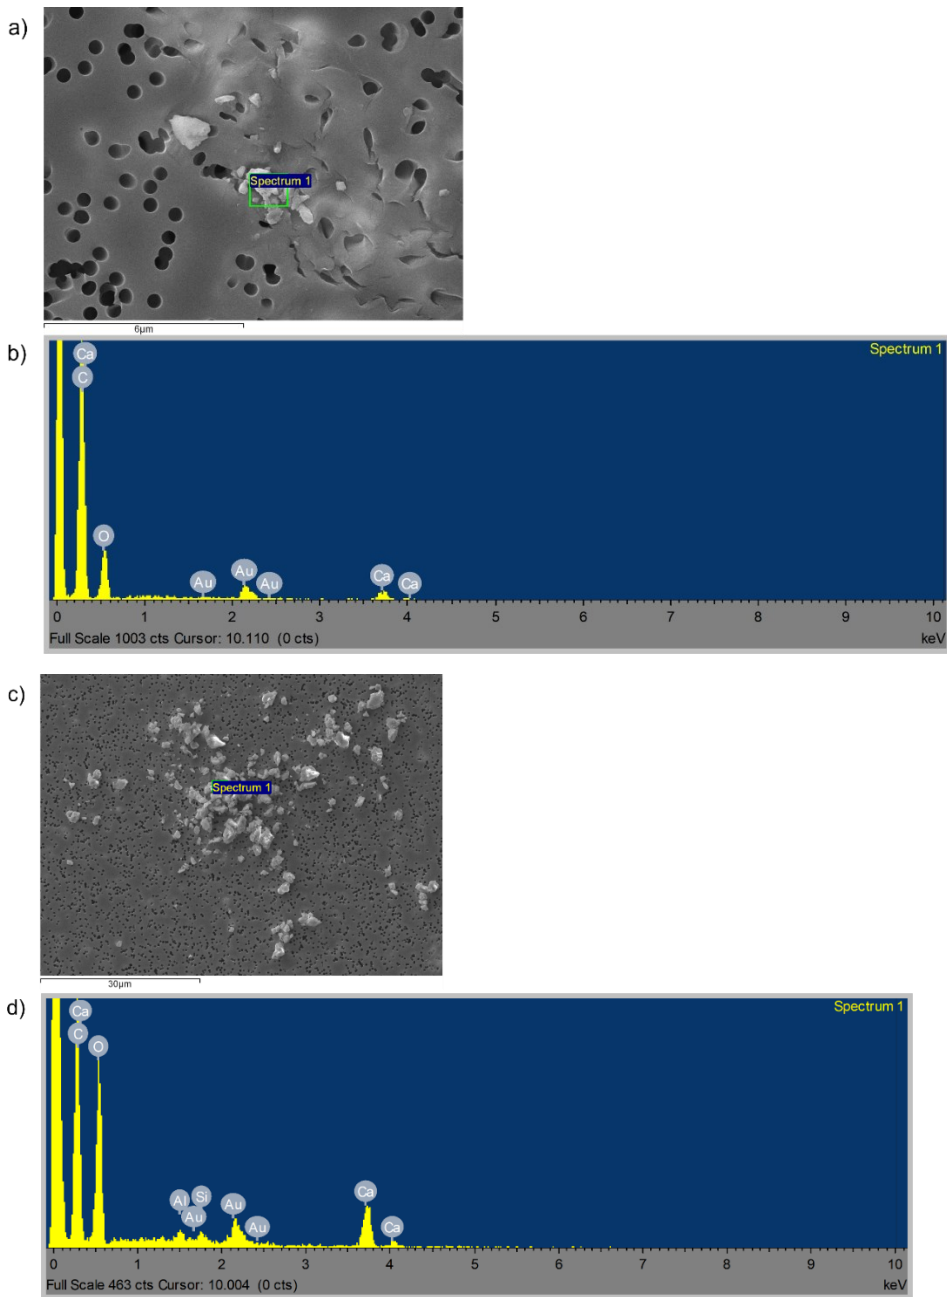 a)
Spectrum 1
6µm
b)
Spectrum 1
Ca
C
O
Au
Au
Au
Ca
Ca
0 1 2 3 4 5 6 7 8 9 10
Full Scale 1003 cts Cursor: 10.110 (0 cts)
keV
c)
Spectrum 1
30µm
d)
Spectrum 1
Ca
C
O
Al
Si
Au
Au
Au
Ca
Ca
0 1 2 3 4 5 6 7 8 9 10
Full Scale 463 cts Cursor: 10.004 (0 cts)
keV